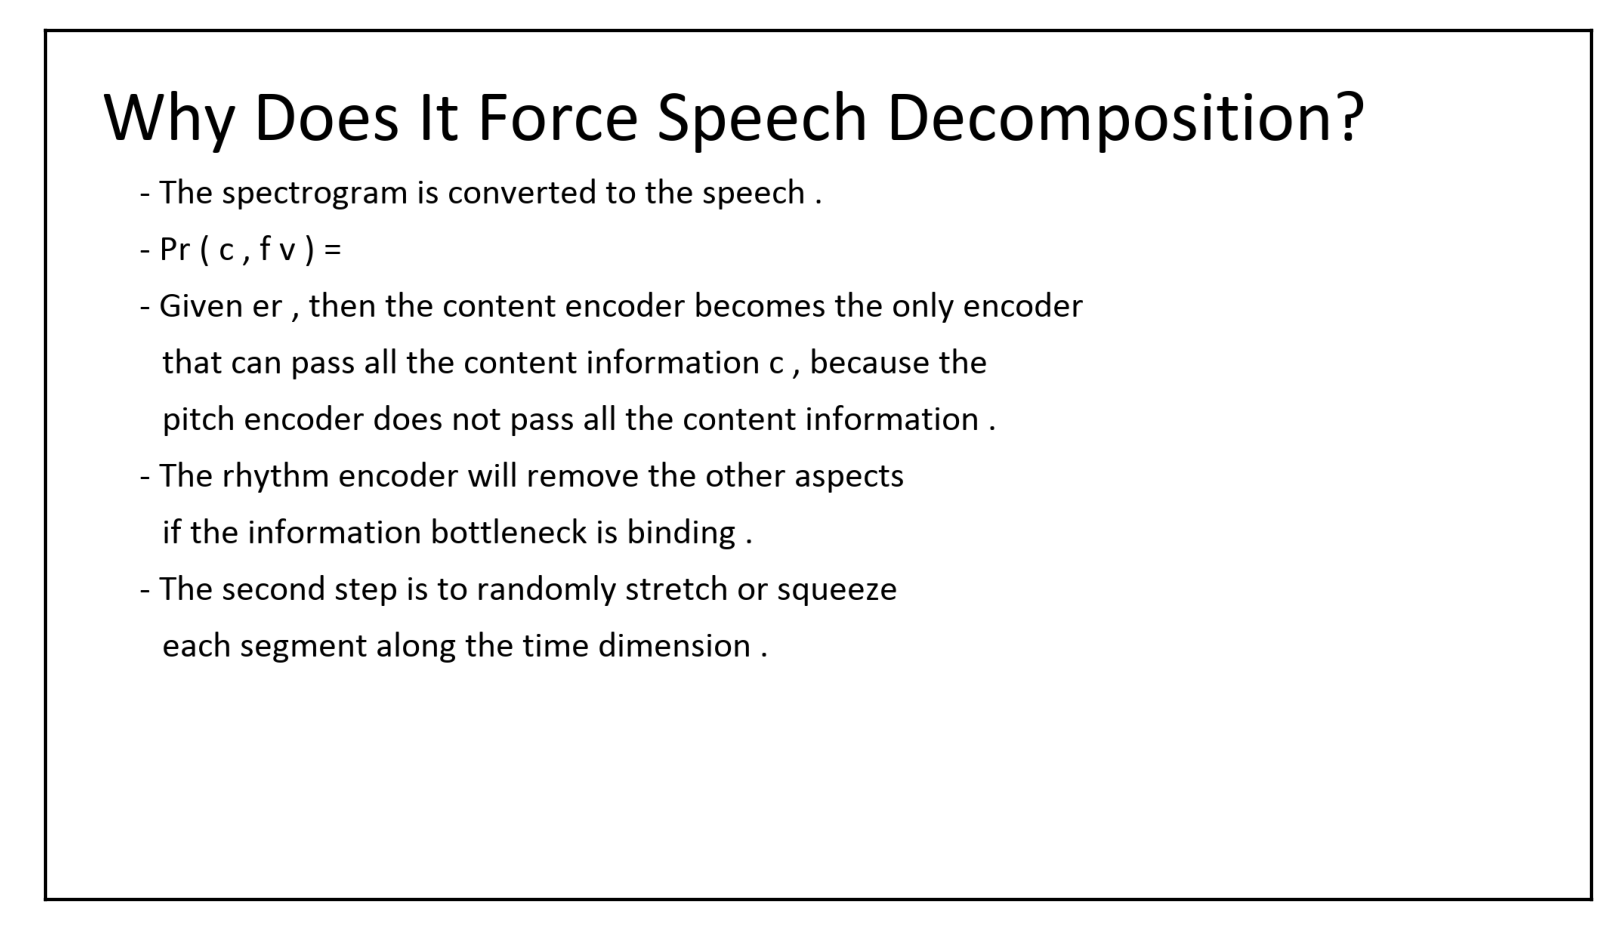 Why Does It Force Speech Decomposition?
- The spectrogram is converted to the speech .
- Pr ( c , f v ) =
- Given er , then the content encoder becomes the only encoder
that can pass all the content information c , because the
pitch encoder does not pass all the content information .
- The rhythm encoder will remove the other aspects
if the information bottleneck is binding .
- The second step is to randomly stretch or squeeze
each segment along the time dimension .